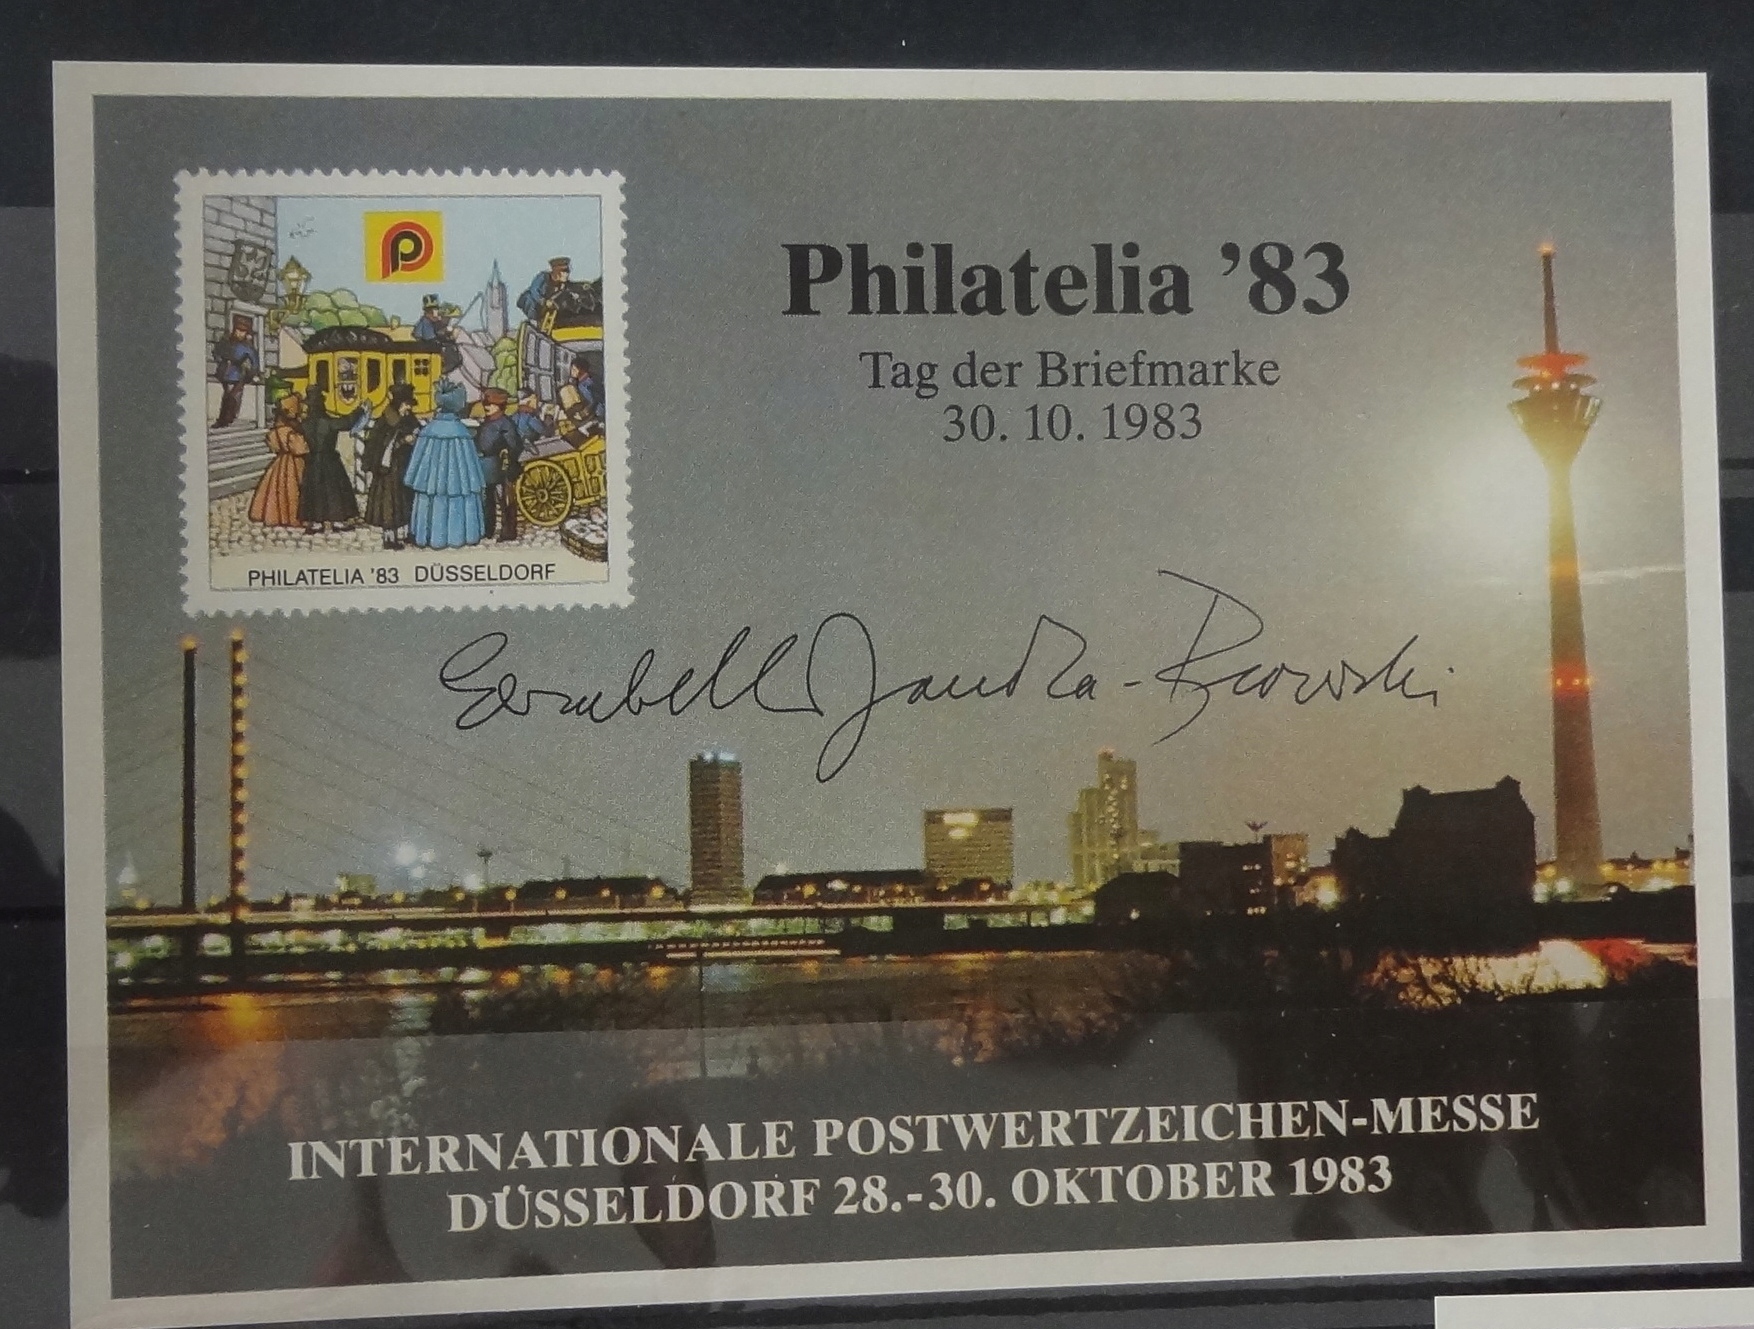 P
PHILATELIA '83 DÜSSELDORF
Philatelia ’83
Tag der Briefmarke
30. 10. 1983
INTERNATIONALE POSTWERTZEICHEN-MESSE
DÜSSELDORF 28.-30. OKTOBER 1983